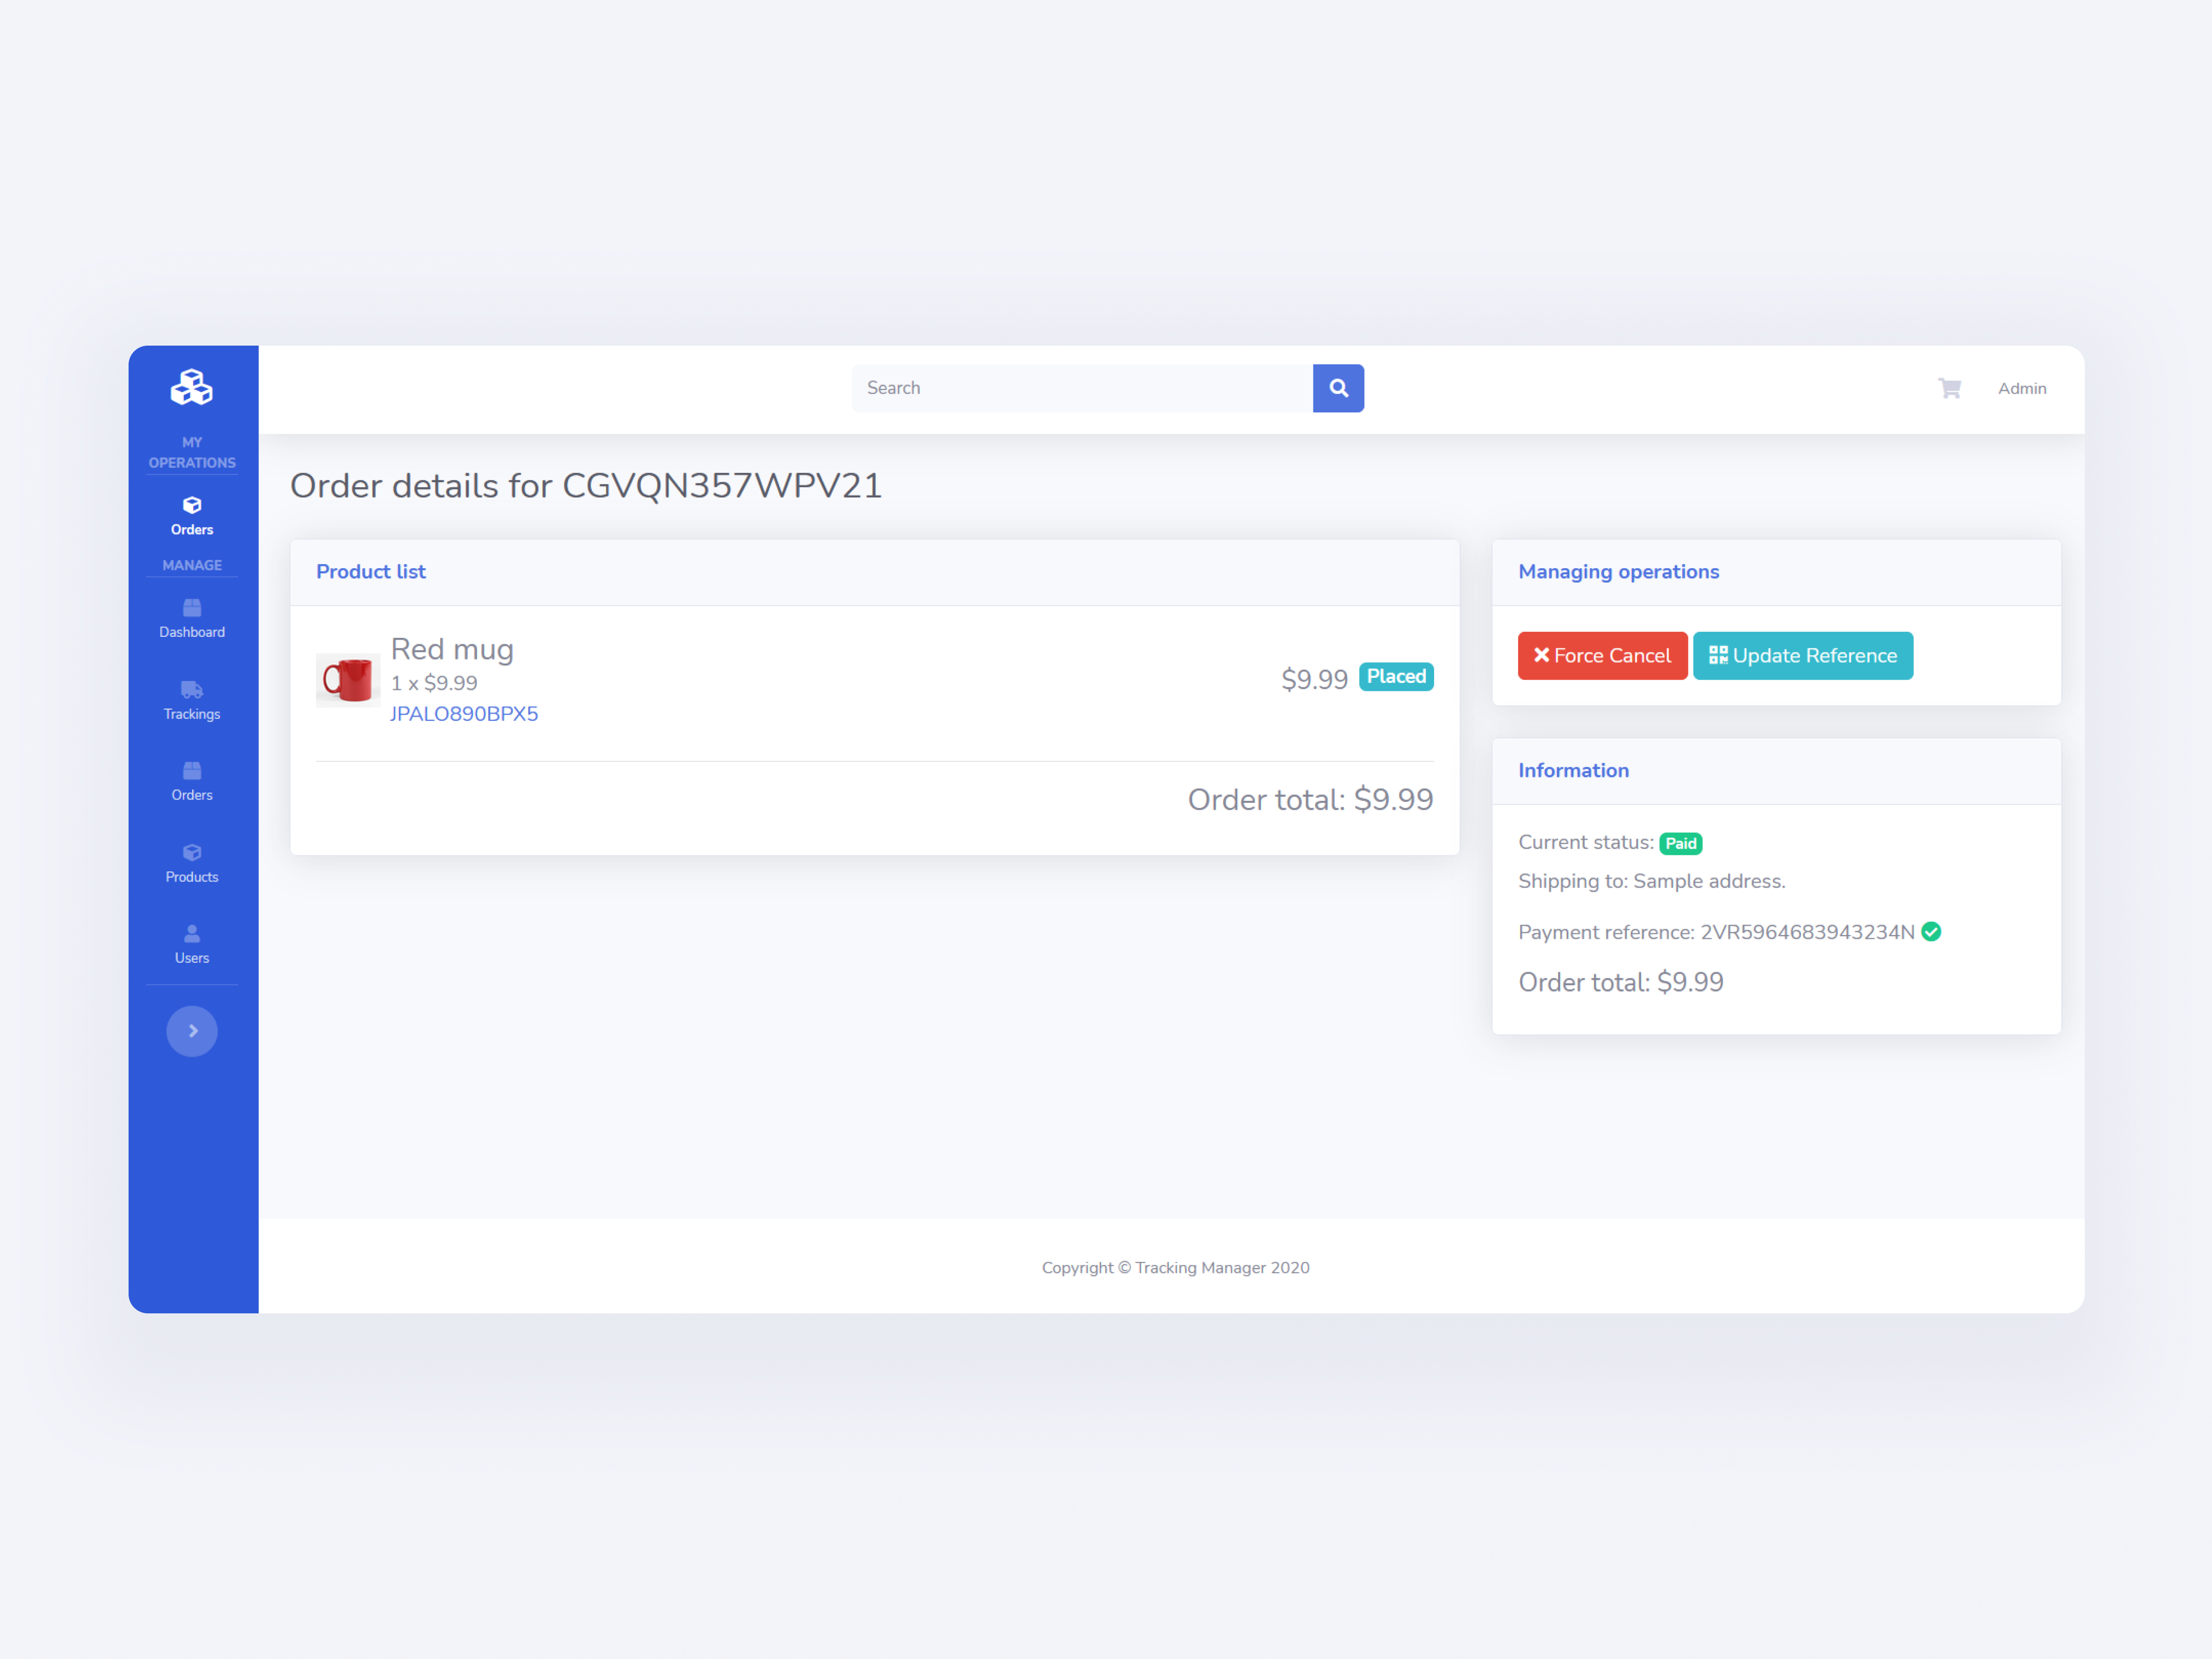 Search
Admin
MY
OPERATIONS
Orders
MANAGE
Dashboard
Trackings
Orders
Products
Users
Order details for CGVQN357WPV21
Product list
Red mug
1 x $9.99
JPALO890BPX5
$9.99 Placed
Order total: $9.99
Managing operations
Force Cancel
Update Reference
Information
Current status: Paid
Shipping to: Sample address.
Payment reference: 2VR5964683943234N
Order total: $9.99
Copyright © Tracking Manager 2020